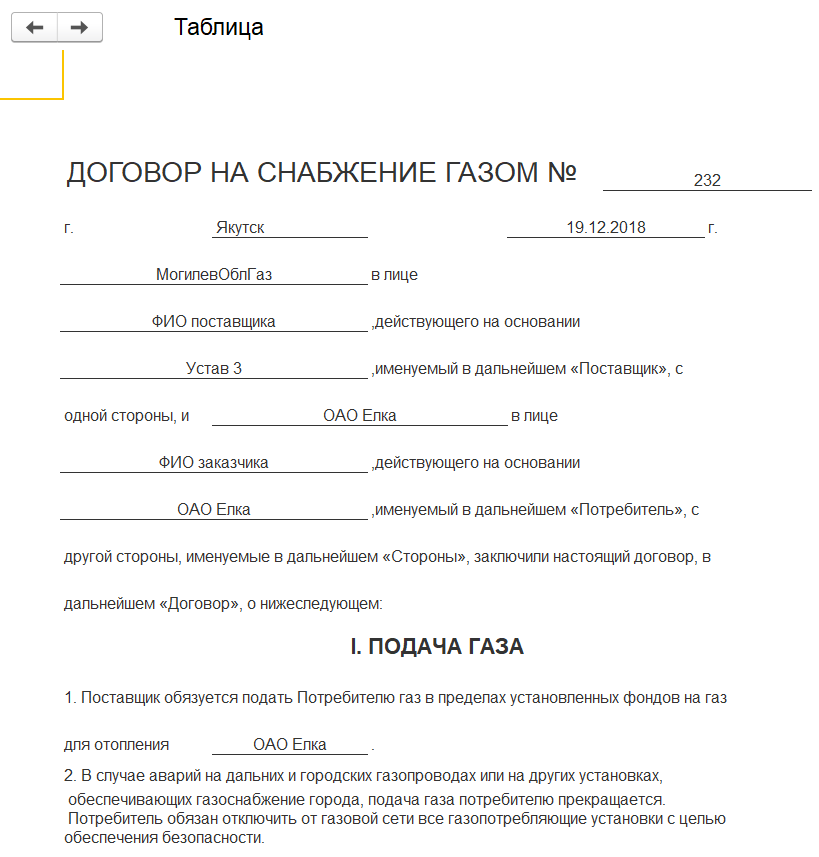 Таблица
ДОГОВОР НА СНАБЖЕНИЕ ГАЗОМ № 232
г. Якутск 19.12.2018 г.
МогилевОблГаз в лице
ФИО поставщика ,действующего на основании
Устав 3 ,именуемый в дальнейшем «Поставщик», с
одной стороны, и ОАО Елка в лице
ФИО заказчика ,действующего на основании
ОАО Елка ,именуемый в дальнейшем «Потребитель», с
другой стороны, именуемые в дальнейшем «Стороны», заключили настоящий договор, в
дальнейшем «Договор», о нижеследующем:
I. ПОДАЧА ГАЗА
1. Поставщик обязуется подать Потребителю газ в пределах установленных фондов на газ
для отопления ОАО Елка .
2. В случае аварий на дальних и городских газопроводах или на других установках,
обеспечивающих газоснабжение города, подача газа потребителю прекращается.
Потребитель обязан отключить от газовой сети все газопотребляющие установки с целью
обеспечения безопасности.